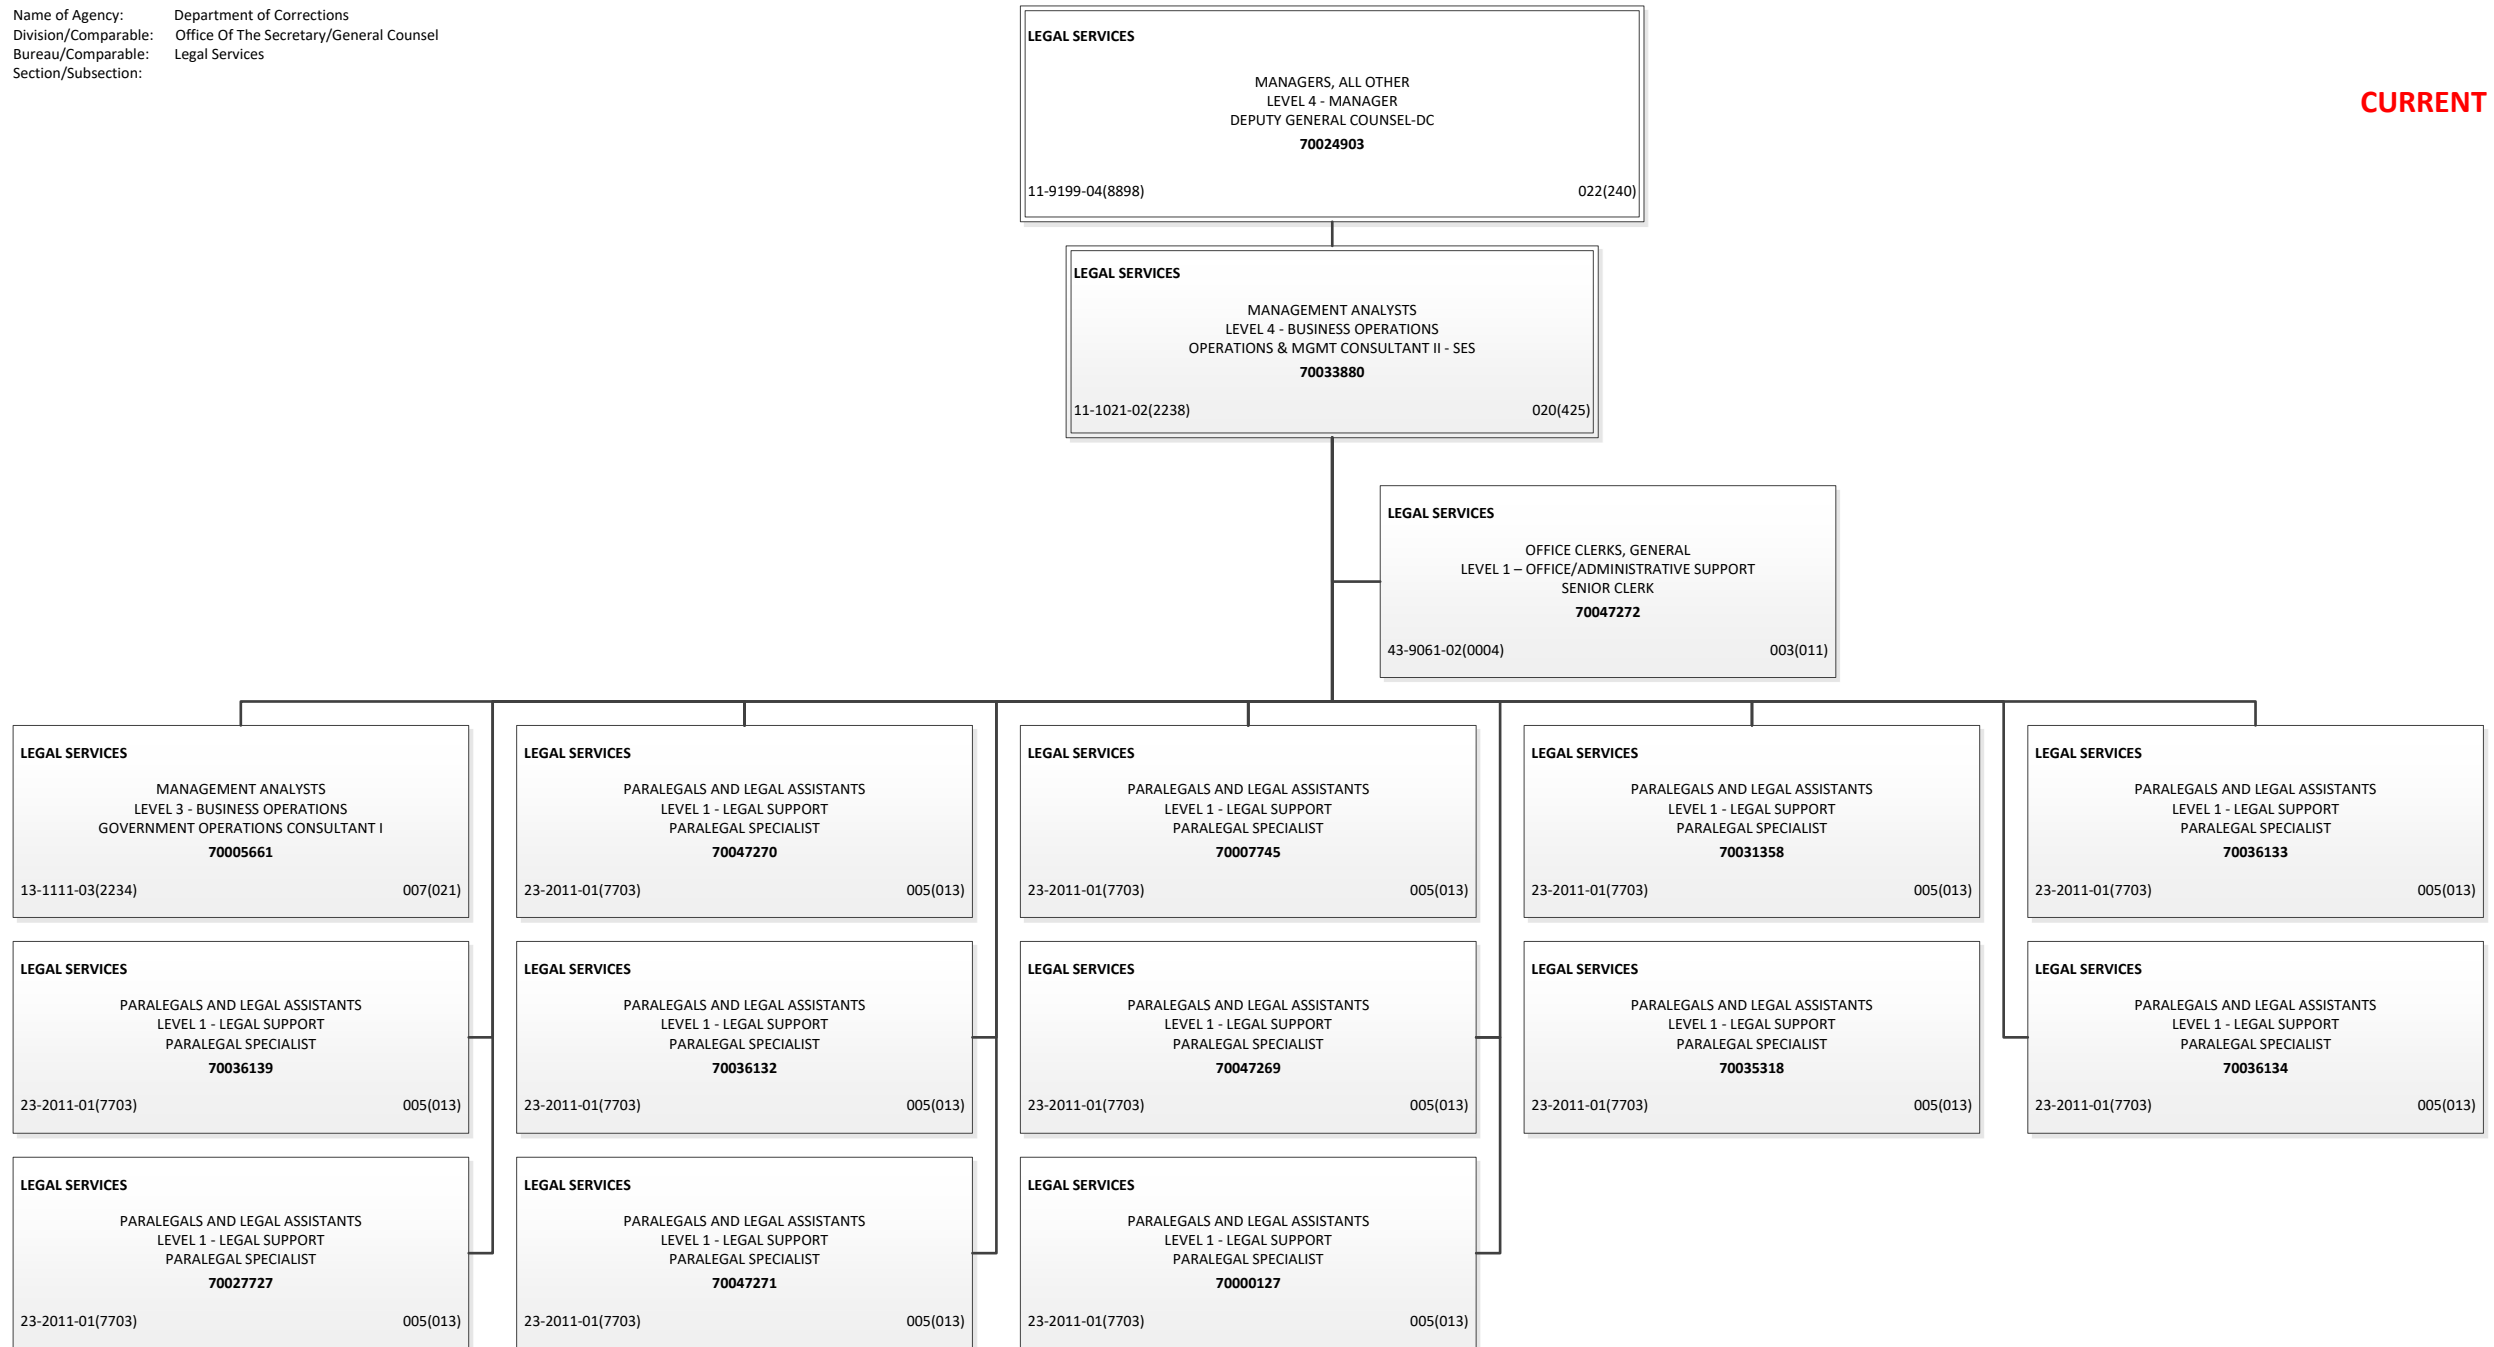 Name of Agency: Department of Corrections
Division/Comparable: Office Of The Secretary/General Counsel
Bureau/Comparable: Legal Services
Section/Subsection:
CURRENT
LEGAL SERVICES
MANAGERS, ALL OTHER
LEVEL 4 - MANAGER
DEPUTY GENERAL COUNSEL-DC
70024903
11-9199-04(8898) 022(240)
LEGAL SERVICES
MANAGEMENT ANALYSTS
LEVEL 4 - BUSINESS OPERATIONS
OPERATIONS & MGMT CONSULTANT II - SES
70033880
11-1021-02(2238) 020(425)
LEGAL SERVICES
OFFICE CLERKS, GENERAL
LEVEL 1 – OFFICE/ADMINISTRATIVE SUPPORT
SENIOR CLERK
70047272
43-9061-02(0004) 003(011)
LEGAL SERVICES
MANAGEMENT ANALYSTS
LEVEL 3 - BUSINESS OPERATIONS
GOVERNMENT OPERATIONS CONSULTANT I
70005661
13-1111-03(2234) 007(021)
LEGAL SERVICES
PARALEGALS AND LEGAL ASSISTANTS
LEVEL 1 - LEGAL SUPPORT
PARALEGAL SPECIALIST
70047270
23-2011-01(7703) 005(013)
LEGAL SERVICES
PARALEGALS AND LEGAL ASSISTANTS
LEVEL 1 - LEGAL SUPPORT
PARALEGAL SPECIALIST
70007745
23-2011-01(7703) 005(013)
LEGAL SERVICES
PARALEGALS AND LEGAL ASSISTANTS
LEVEL 1 - LEGAL SUPPORT
PARALEGAL SPECIALIST
70031358
23-2011-01(7703) 005(013)
LEGAL SERVICES
PARALEGALS AND LEGAL ASSISTANTS
LEVEL 1 - LEGAL SUPPORT
PARALEGAL SPECIALIST
70036133
23-2011-01(7703) 005(013)
LEGAL SERVICES
PARALEGALS AND LEGAL ASSISTANTS
LEVEL 1 - LEGAL SUPPORT
PARALEGAL SPECIALIST
70036139
23-2011-01(7703) 005(013)
LEGAL SERVICES
PARALEGALS AND LEGAL ASSISTANTS
LEVEL 1 - LEGAL SUPPORT
PARALEGAL SPECIALIST
70036132
23-2011-01(7703) 005(013)
LEGAL SERVICES
PARALEGALS AND LEGAL ASSISTANTS
LEVEL 1 - LEGAL SUPPORT
PARALEGAL SPECIALIST
70047269
23-2011-01(7703) 005(013)
LEGAL SERVICES
PARALEGALS AND LEGAL ASSISTANTS
LEVEL 1 - LEGAL SUPPORT
PARALEGAL SPECIALIST
70035318
23-2011-01(7703) 005(013)
LEGAL SERVICES
PARALEGALS AND LEGAL ASSISTANTS
LEVEL 1 - LEGAL SUPPORT
PARALEGAL SPECIALIST
70036134
23-2011-01(7703) 005(013)
LEGAL SERVICES
PARALEGALS AND LEGAL ASSISTANTS
LEVEL 1 - LEGAL SUPPORT
PARALEGAL SPECIALIST
70027727
23-2011-01(7703) 005(013)
LEGAL SERVICES
PARALEGALS AND LEGAL ASSISTANTS
LEVEL 1 - LEGAL SUPPORT
PARALEGAL SPECIALIST
70047271
23-2011-01(7703) 005(013)
LEGAL SERVICES
PARALEGALS AND LEGAL ASSISTANTS
LEVEL 1 - LEGAL SUPPORT
PARALEGAL SPECIALIST
70000127
23-2011-01(7703) 005(013)